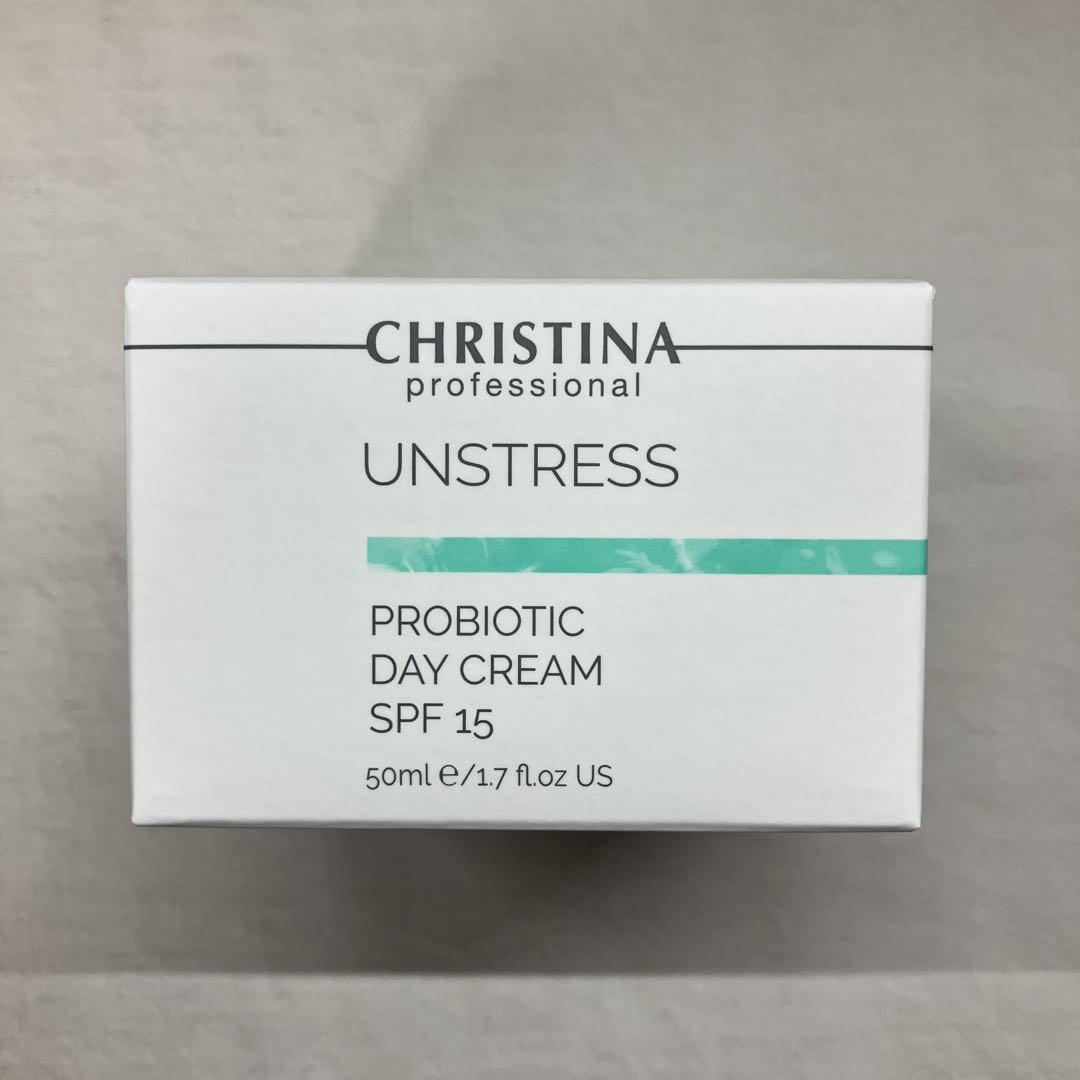 CHRISTINA
professional
UNSTRESS
PROBIOTIC
DAY CREAM
SPF 15
50ml ℮/1.7 fl.oz US